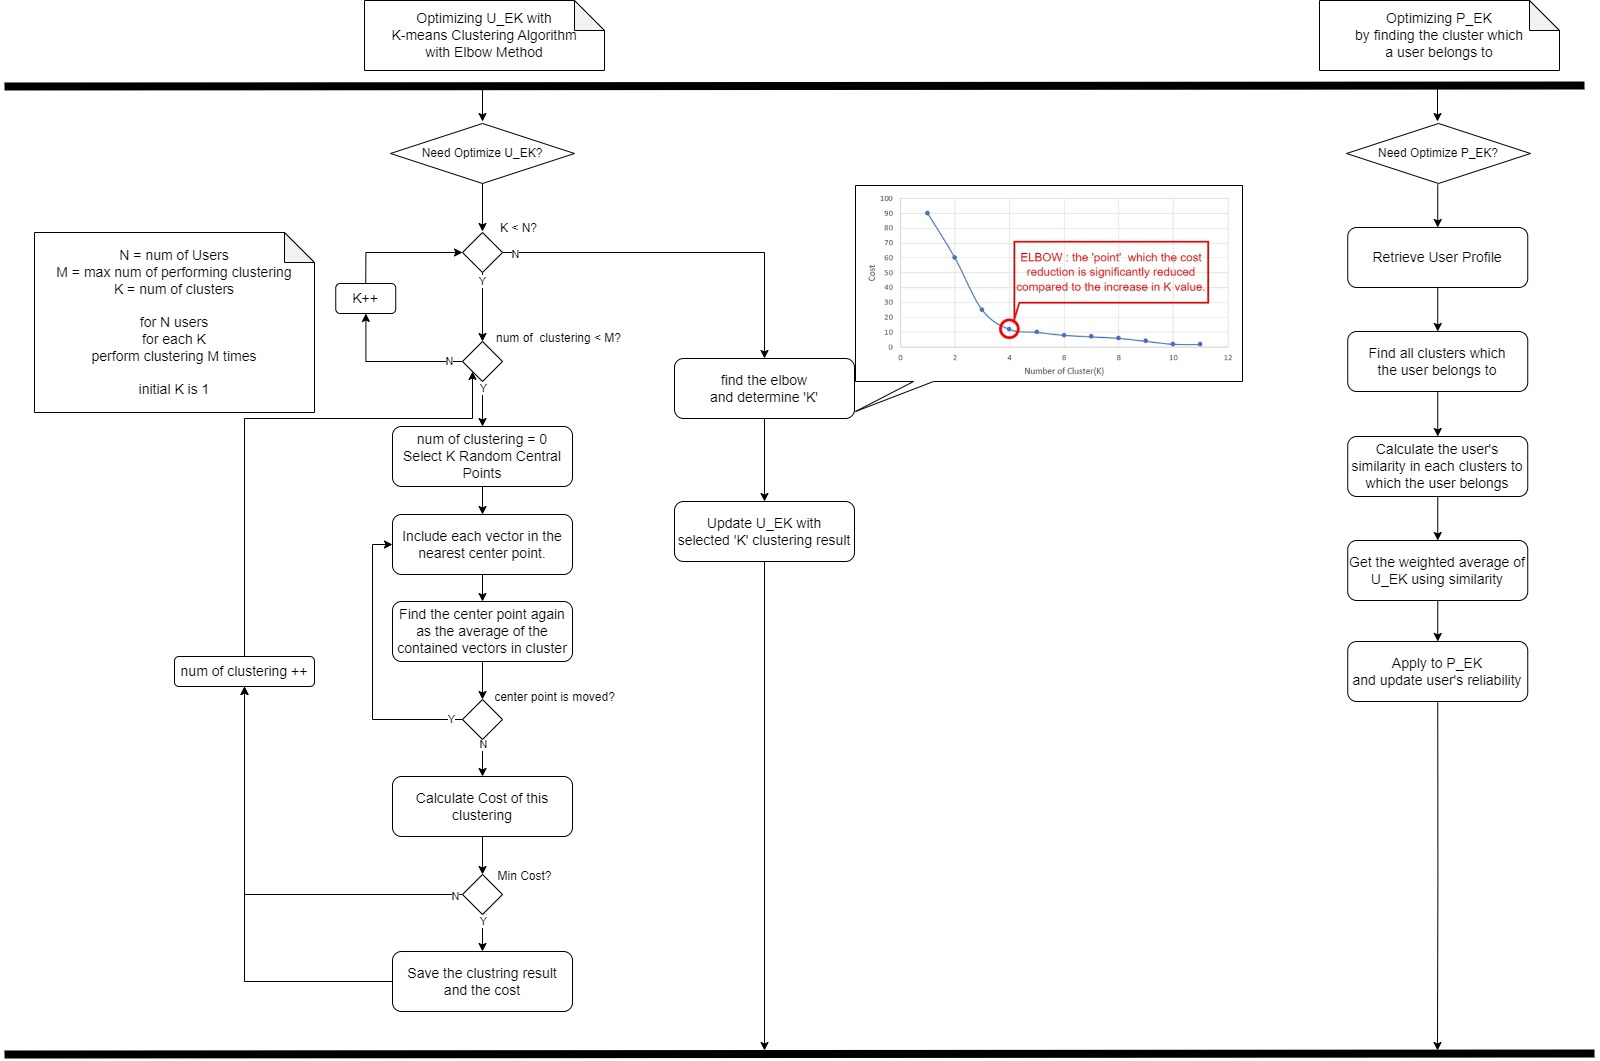 Optimizing U_EK with
K-means Clustering Algorithm
with Elbow Method
Optimizing P_EK
by finding the cluster which
a user belongs to
Need Optimize U_EK?
K < N?
N
Y
N = num of Users
M = max num of performing clustering
K = num of clusters
for N users
for each K
perform clustering M times
initial K is 1
K++
num of  clustering < M?
N
Y
num of clustering = 0
Select K Random Central
Points
Include each vector in the
nearest center point.
Find the center point again
as the average of the
contained vectors in cluster
num of clustering ++
center point is moved?
Y
N
Calculate Cost of this
clustering
Min Cost?
N
Y
Save the clustring result
and the cost
find the elbow
and determine 'K'
Update U_EK with
selected 'K' clustering result
100
90
80
70
60
50
40
30
20
10
0
Cost
ELBOW : the 'point'  which the cost
reduction is significantly reduced
compared to the increase in K value.
0
2
4
6
8
10
12
Number of Cluster(K)
Need Optimize P_EK?
Retrieve User Profile
Find all clusters which
the user belongs to
Calculate the user's
similarity in each clusters to
which the user belongs
Get the weighted average of
U_EK using similarity
Apply to P_EK
and update user's reliability